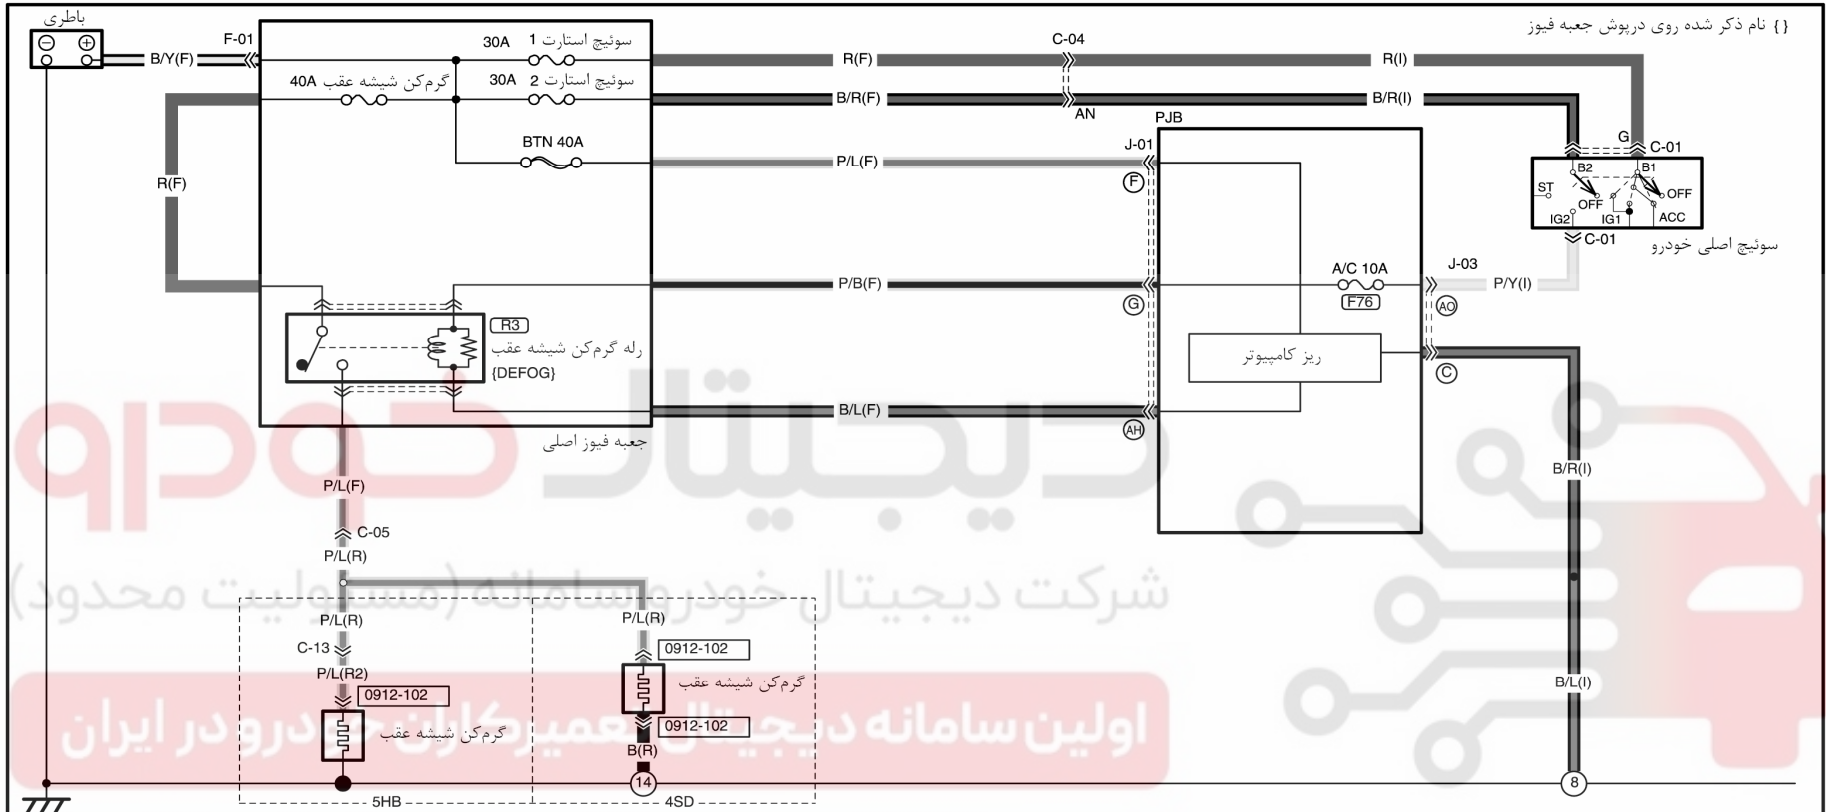 باطری
{ } نام ذکر شده روی درپوش جعبه فیوز
B/Y(F)
F-01
30A سوئیچ استارت 1
40A گرم‌کن شیشه عقب
30A سوئیچ استارت 2
BTN 40A
R(F)
C-04
R(I)
B/R(F)
AN
B/R(I)
PJB
G
C-01
R(F)
P/L(F)
J-01
F
B2
B1
ST
OFF
OFF
IG2
IG1
ACC
C-01
سوئیچ اصلی خودرو
P/B(F)
G
A/C 10A
F76
J-03
AO
P/Y(I)
R3
رله گرم‌کن شیشه عقب
{DEFOG}
ریز کامپیوتر
C
B/L(F)
AH
جعبه فیوز اصلی
دیجیتال خودرو
P/L(F)
C-05
P/L(R)
B/R(I)
شرکت دیجیتال خودرو سامانه (مسئولیت محدود)
P/L(R)
P/L(R)
C-13
0912-102
P/L(R2)
0912-102
گرم‌کن شیشه عقب
B/L(I)
0912-102
گرم‌کن شیشه عقب
اولین سامانه دیجیتال تعمیرکاران خودرو در ایران
B(R)
14
8
5HB
4SD